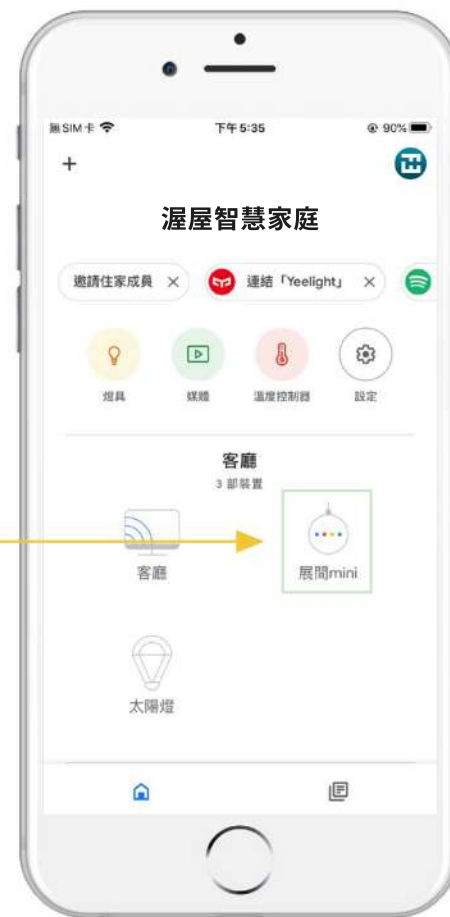 無SIM卡 下午5:35 90%
+
渥屋智慧家庭
邀請住家成員 × 連結「Yeelight」 ×
燈具 媒體 溫度控制器 設定
客廳
3 部裝置
客廳 展間mini
太陽燈